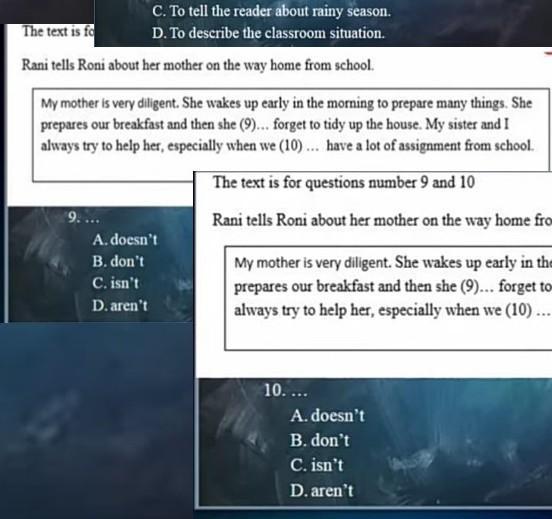 C. To tell the reader about rainy season.
D. To describe the classroom situation.
The text is fo
Rani tells Roni about her mother on the way home from school.
My mother is very diligent. She wakes up early in the morning to prepare many things. She
prepares our breakfast and then she (9)… forget to tidy up the house. My sister and I
always try to help her, especially when we (10) … have a lot of assignment from school.
9. …
A. doesn't
B. don't
C. isn't
D. aren't
The text is for questions number 9 and 10
Rani tells Roni about her mother on the way home fro
My mother is very diligent. She wakes up early in the
prepares our breakfast and then she (9)… forget to
always try to help her, especially when we (10) …
10. …
A. doesn't
B. don't
C. isn't
D. aren't